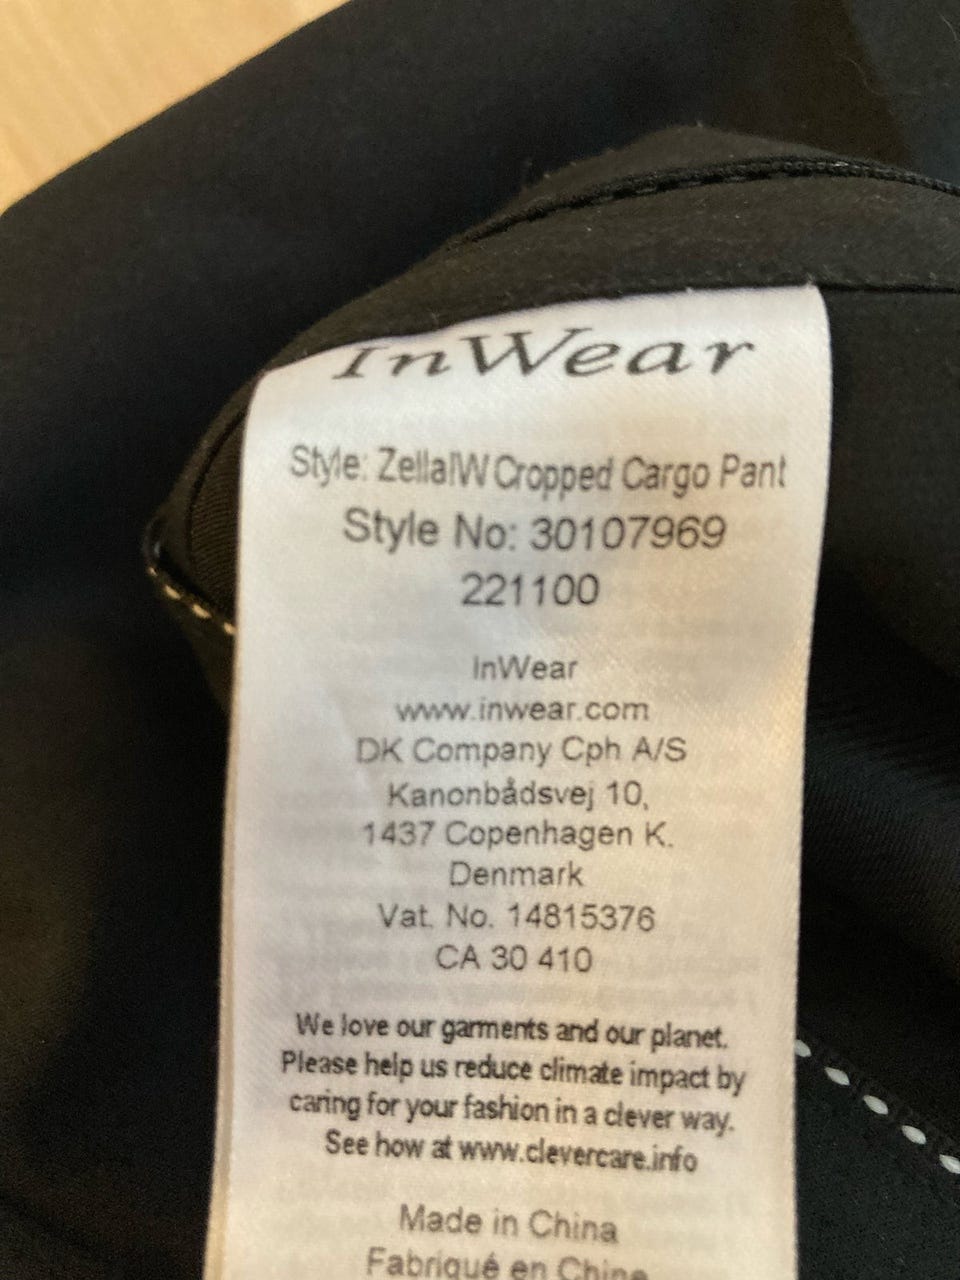 InWear
Style: ZellaIW Cropped Cargo Pant
Style No: 30107969
221100
InWear
www.inwear.com
DK Company Cph A/S
Kanonbådsvej 10,
1437 Copenhagen K.
Denmark
Vat. No. 14815376
CA 30 410
We love our garments and our planet.
Please help us reduce climate impact by
caring for your fashion in a clever way.
See how at www.clevercare.info
Made in China
Fabriqué en Chine